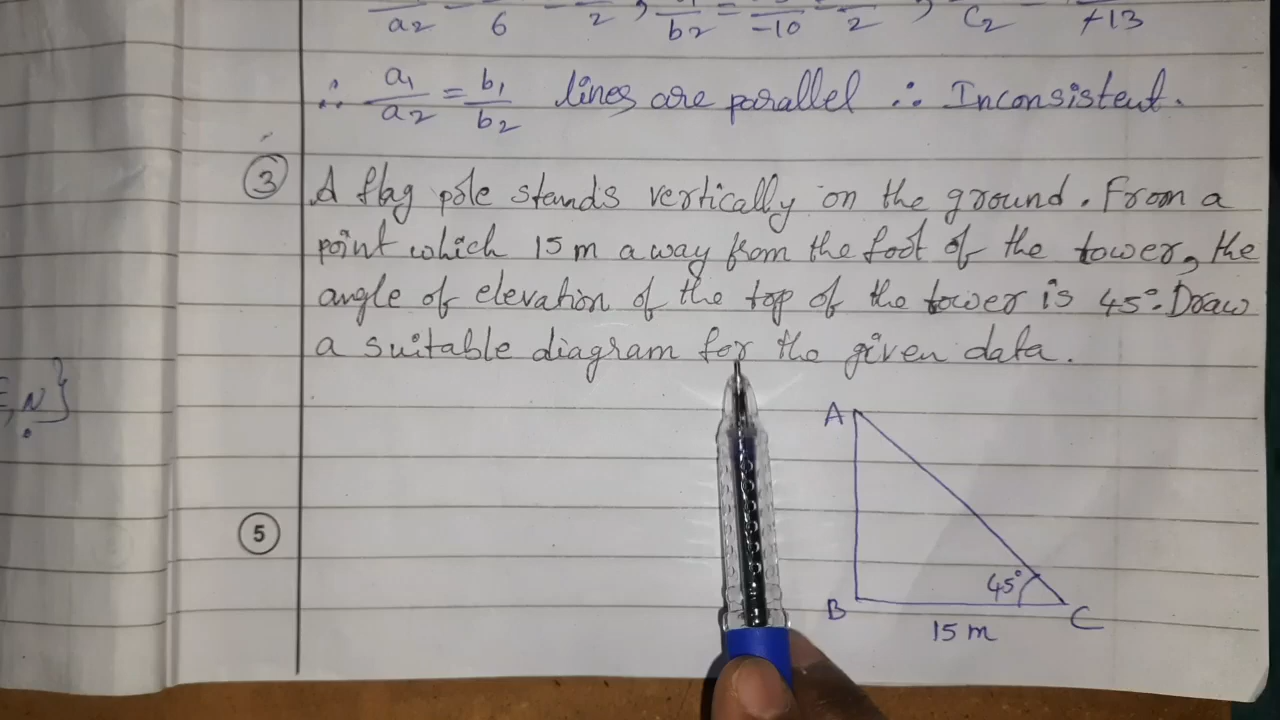 a2 6 2 , b2 = -10 2 , C2 +13
∴ a1/a2 = b1/b2 lines are parallel ∴ Inconsistent.
3 A flag pole stands vertically on the ground. From a
point which 15 m away from the foot of the tower, the
angle of elevation of the top of the tower is 45°. Draw
a suitable diagram for the given data.
, N}
A
5
45°
B C
15 m